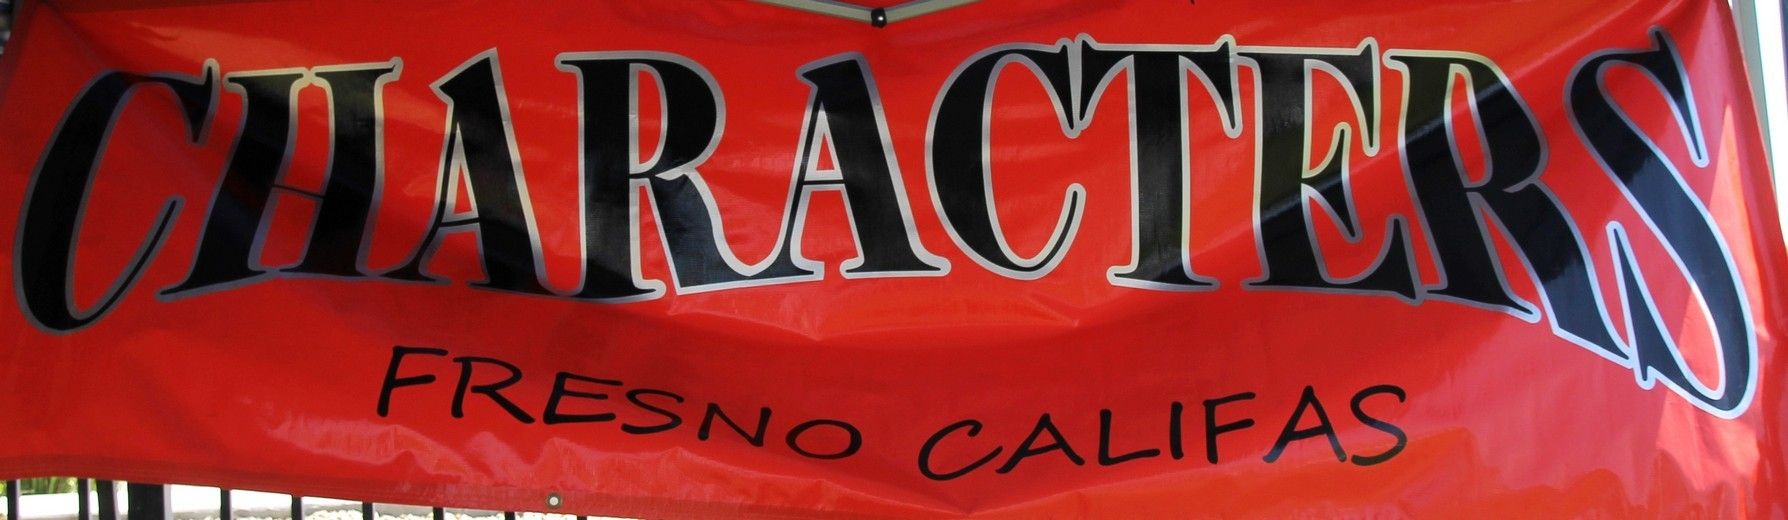 CHARACTERS
FRESNO CALIFAS